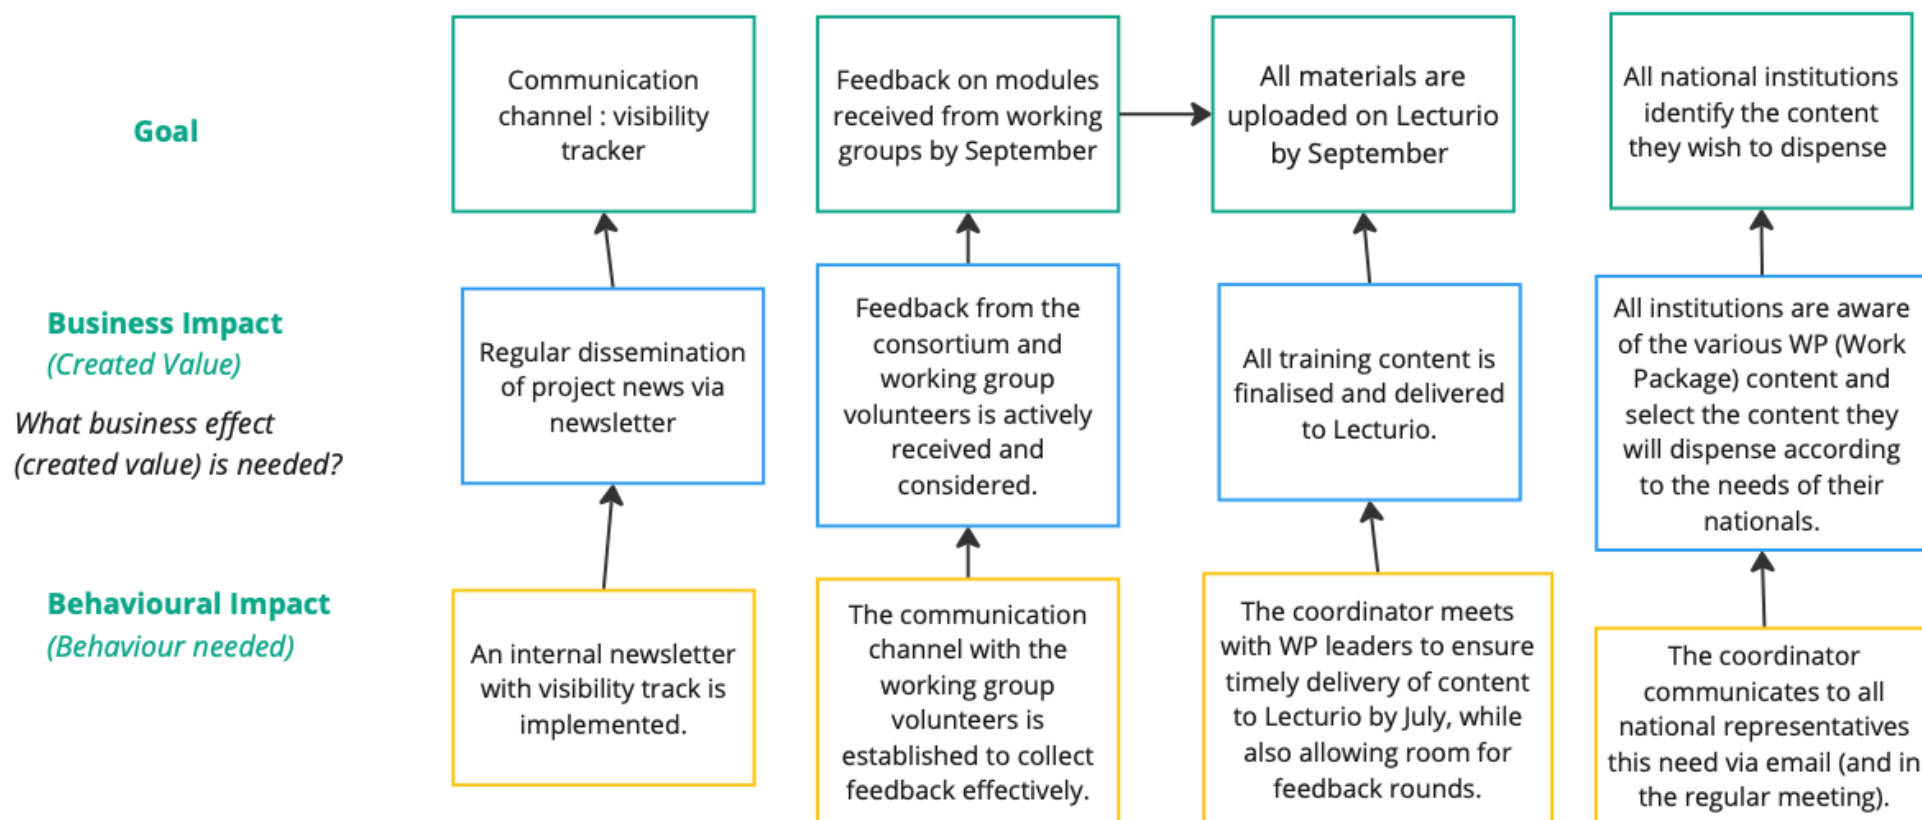 Goal
Communication
channel : visibility
tracker
Feedback on modules
received from working
groups by September
All materials are
uploaded on Lecturio
by September
All national institutions
identify the content
they wish to dispense
Business Impact
(Created Value)
What business effect
(created value) is needed?
Regular dissemination
of project news via
newsletter
Feedback from the
consortium and
working group
volunteers is actively
received and
considered.
All training content is
finalised and delivered
to Lecturio.
All institutions are aware
of the various WP (Work
Package) content and
select the content they
will dispense according
to the needs of their
nationals.
Behavioural Impact
(Behaviour needed)
An internal newsletter
with visibility track is
implemented.
The communication
channel with the
working group
volunteers is
established to collect
feedback effectively.
The coordinator meets
with WP leaders to ensure
timely delivery of content
to Lecturio by July, while
also allowing room for
feedback rounds.
The coordinator
communicates to all
national representatives
this need via email (and in
the regular meeting).